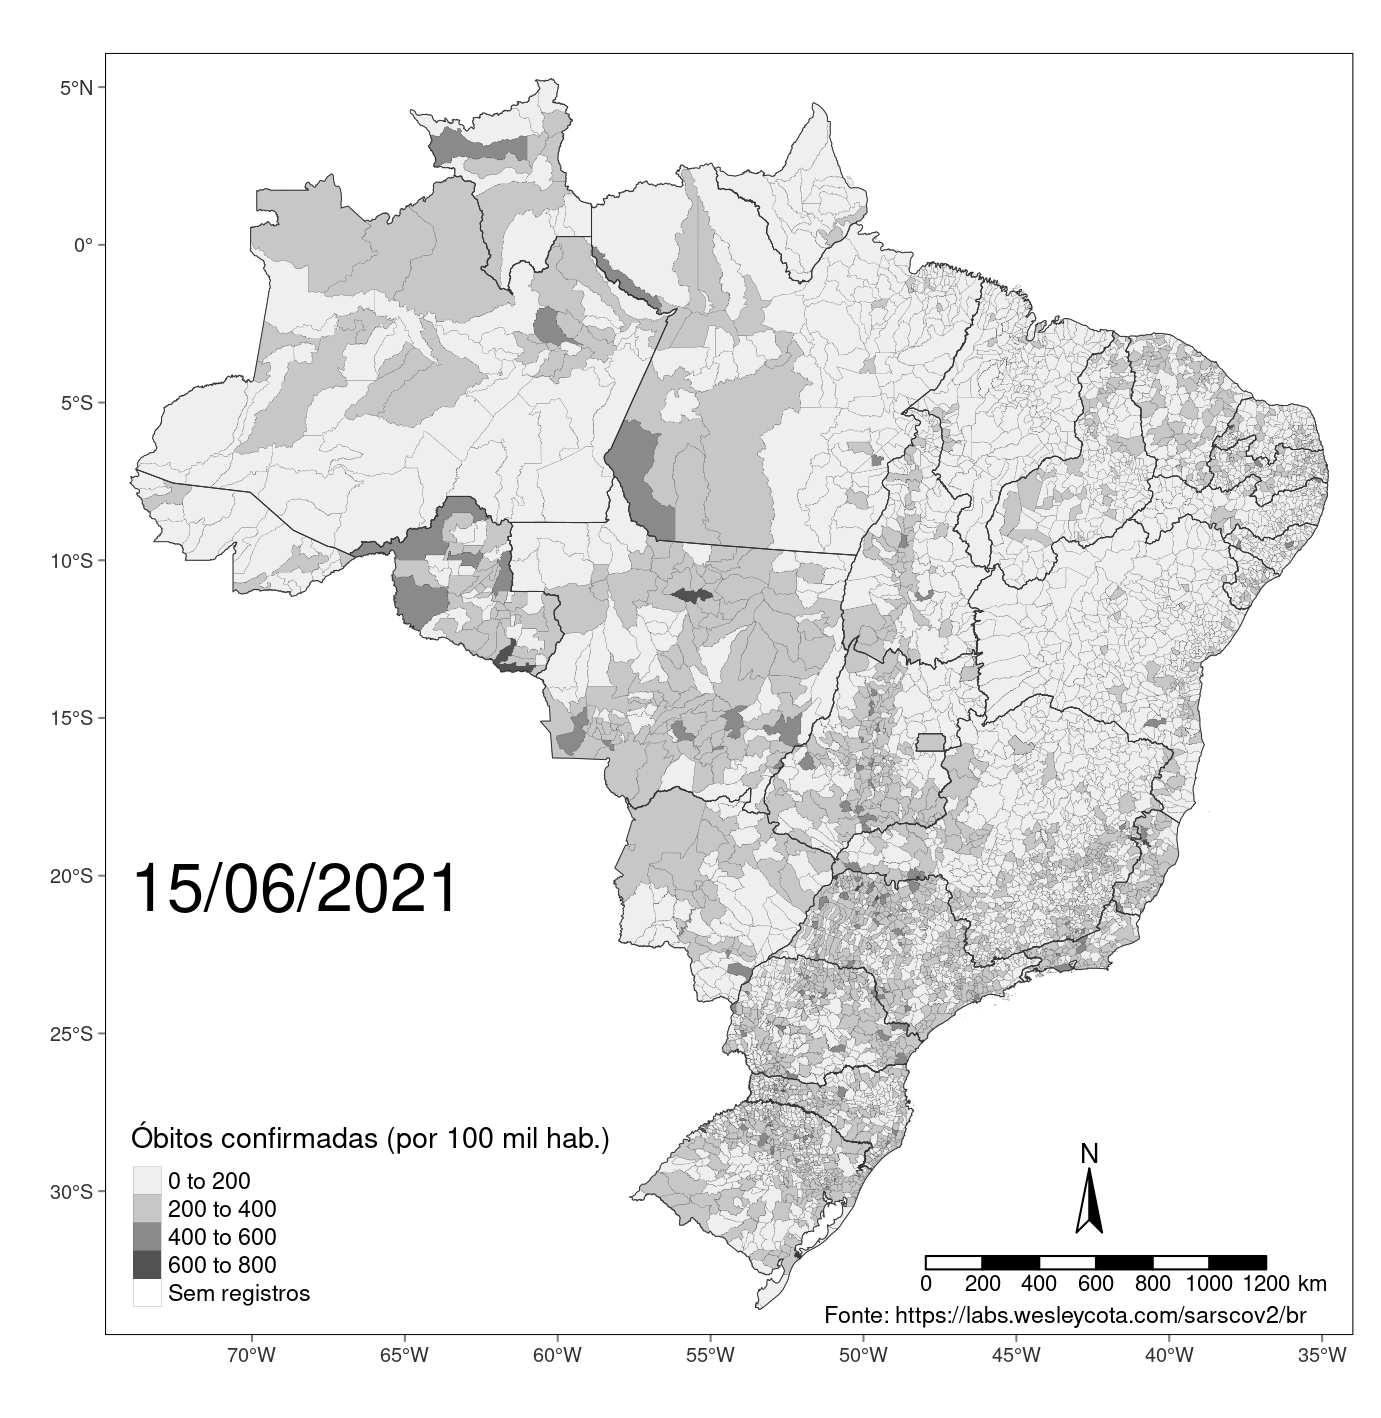 5°N
0°
5°S
10°S
15°S
20°S
25°S
30°S
15/06/2021
Óbitos confirmadas (por 100 mil hab.)
0 to 200
200 to 400
400 to 600
600 to 800
Sem registros
N
0 200 400 600 800 1000 1200 km
Fonte: https://labs.wesleycota.com/sarscov2/br
70°W 65°W 60°W 55°W 50°W 45°W 40°W 35°W